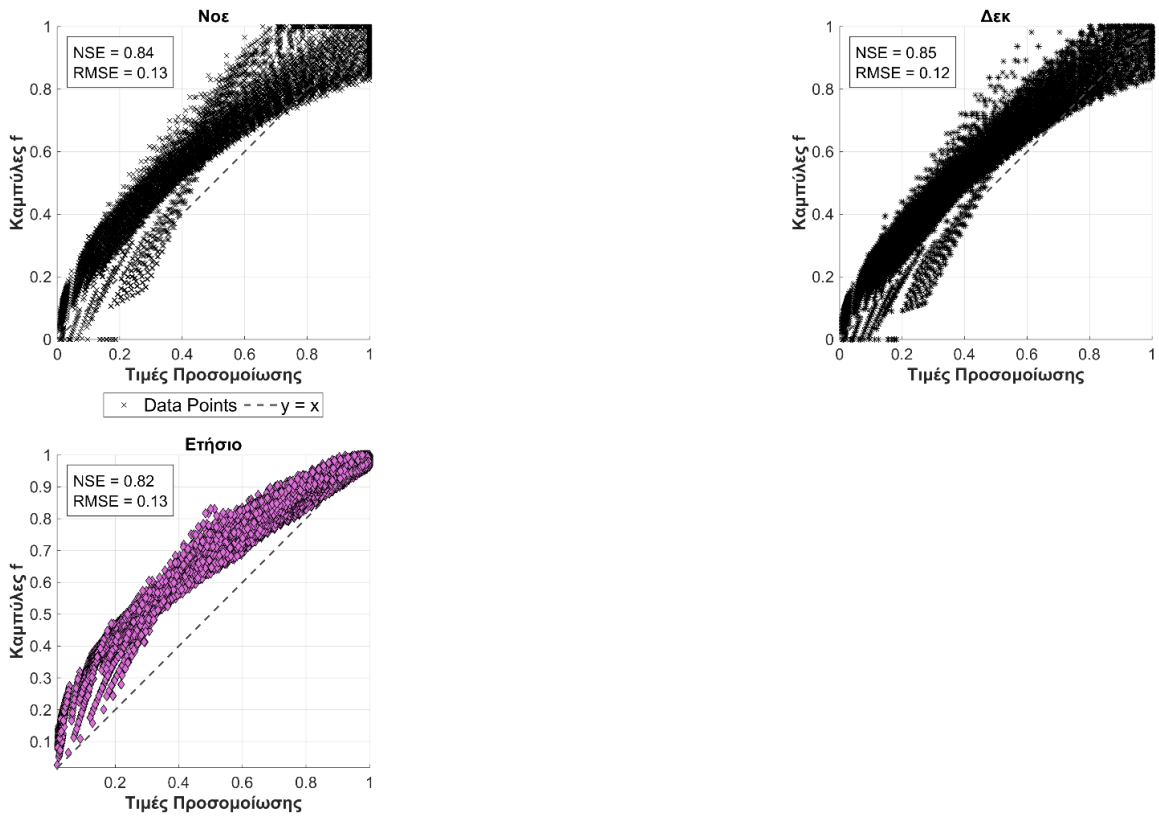 Νοε
NSE = 0.84
RMSE = 0.13
1
0.8
0.6
0.4
0.2
0
Καμπύλες f
0 0.2 0.4 0.6 0.8 1
Τιμές Προσομοίωσης
Data Points y = x
Δεκ
NSE = 0.85
RMSE = 0.12
1
0.8
0.6
0.4
0.2
0
Καμπύλες f
0 0.2 0.4 0.6 0.8 1
Τιμές Προσομοίωσης
Ετήσιο
NSE = 0.82
RMSE = 0.13
1
0.9
0.8
0.7
0.6
0.5
0.4
0.3
0.2
0.1
Καμπύλες f
0.2 0.4 0.6 0.8 1
Τιμές Προσομοίωσης